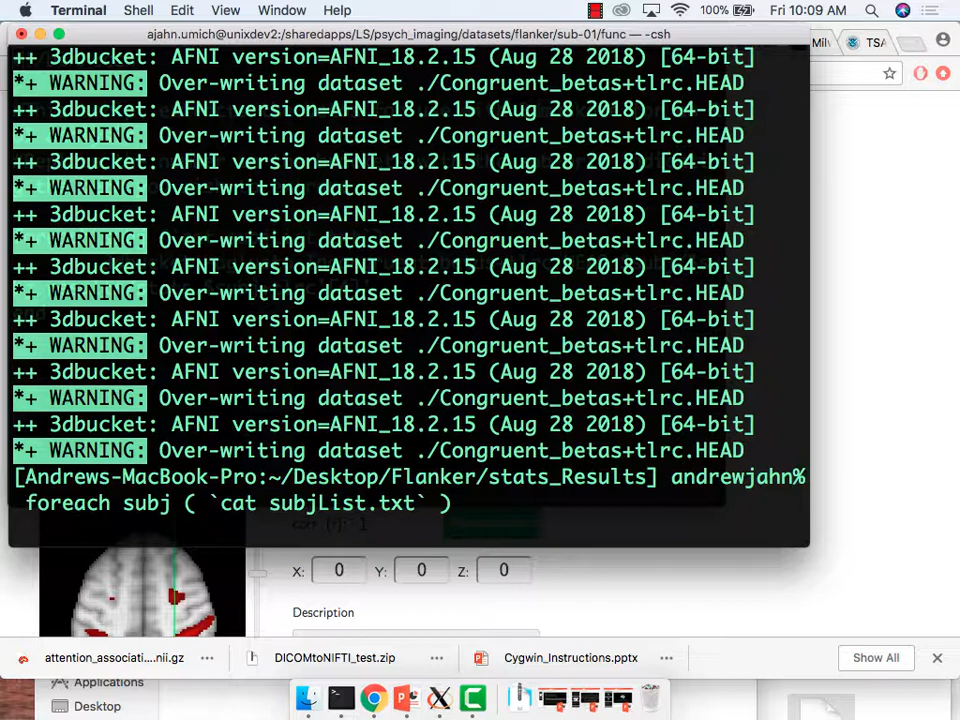 Terminal Shell Edit View Window Help 100% Fri 10:09 AM
ajahn.umich@unixdev2:/sharedapps/LS/psych_imaging/datasets/flanker/sub-01/func — -csh
TSA
++ 3dbucket: AFNI version=AFNI_18.2.15 (Aug 28 2018) [64-bit]
*+ WARNING: Over-writing dataset ./Congruent_betas+tlrc.HEAD
++ 3dbucket: AFNI version=AFNI_18.2.15 (Aug 28 2018) [64-bit]
*+ WARNING: Over-writing dataset ./Congruent_betas+tlrc.HEAD
++ 3dbucket: AFNI version=AFNI_18.2.15 (Aug 28 2018) [64-bit]
*+ WARNING: Over-writing dataset ./Congruent_betas+tlrc.HEAD
++ 3dbucket: AFNI version=AFNI_18.2.15 (Aug 28 2018) [64-bit]
*+ WARNING: Over-writing dataset ./Congruent_betas+tlrc.HEAD
++ 3dbucket: AFNI version=AFNI_18.2.15 (Aug 28 2018) [64-bit]
*+ WARNING: Over-writing dataset ./Congruent_betas+tlrc.HEAD
++ 3dbucket: AFNI version=AFNI_18.2.15 (Aug 28 2018) [64-bit]
*+ WARNING: Over-writing dataset ./Congruent_betas+tlrc.HEAD
++ 3dbucket: AFNI version=AFNI_18.2.15 (Aug 28 2018) [64-bit]
*+ WARNING: Over-writing dataset ./Congruent_betas+tlrc.HEAD
++ 3dbucket: AFNI version=AFNI_18.2.15 (Aug 28 2018) [64-bit]
*+ WARNING: Over-writing dataset ./Congruent_betas+tlrc.HEAD
[Andrews-MacBook-Pro:~/Desktop/Flanker/stats_Results] andrewjahn%
foreach subj ( `cat subjList.txt` )
X: 0 Y: 0 Z: 0
Description
attention_associati....nii.gz
DICOMtoNIFTI_test.zip
Cygwin_Instructions.pptx
Show All
Applications
Desktop